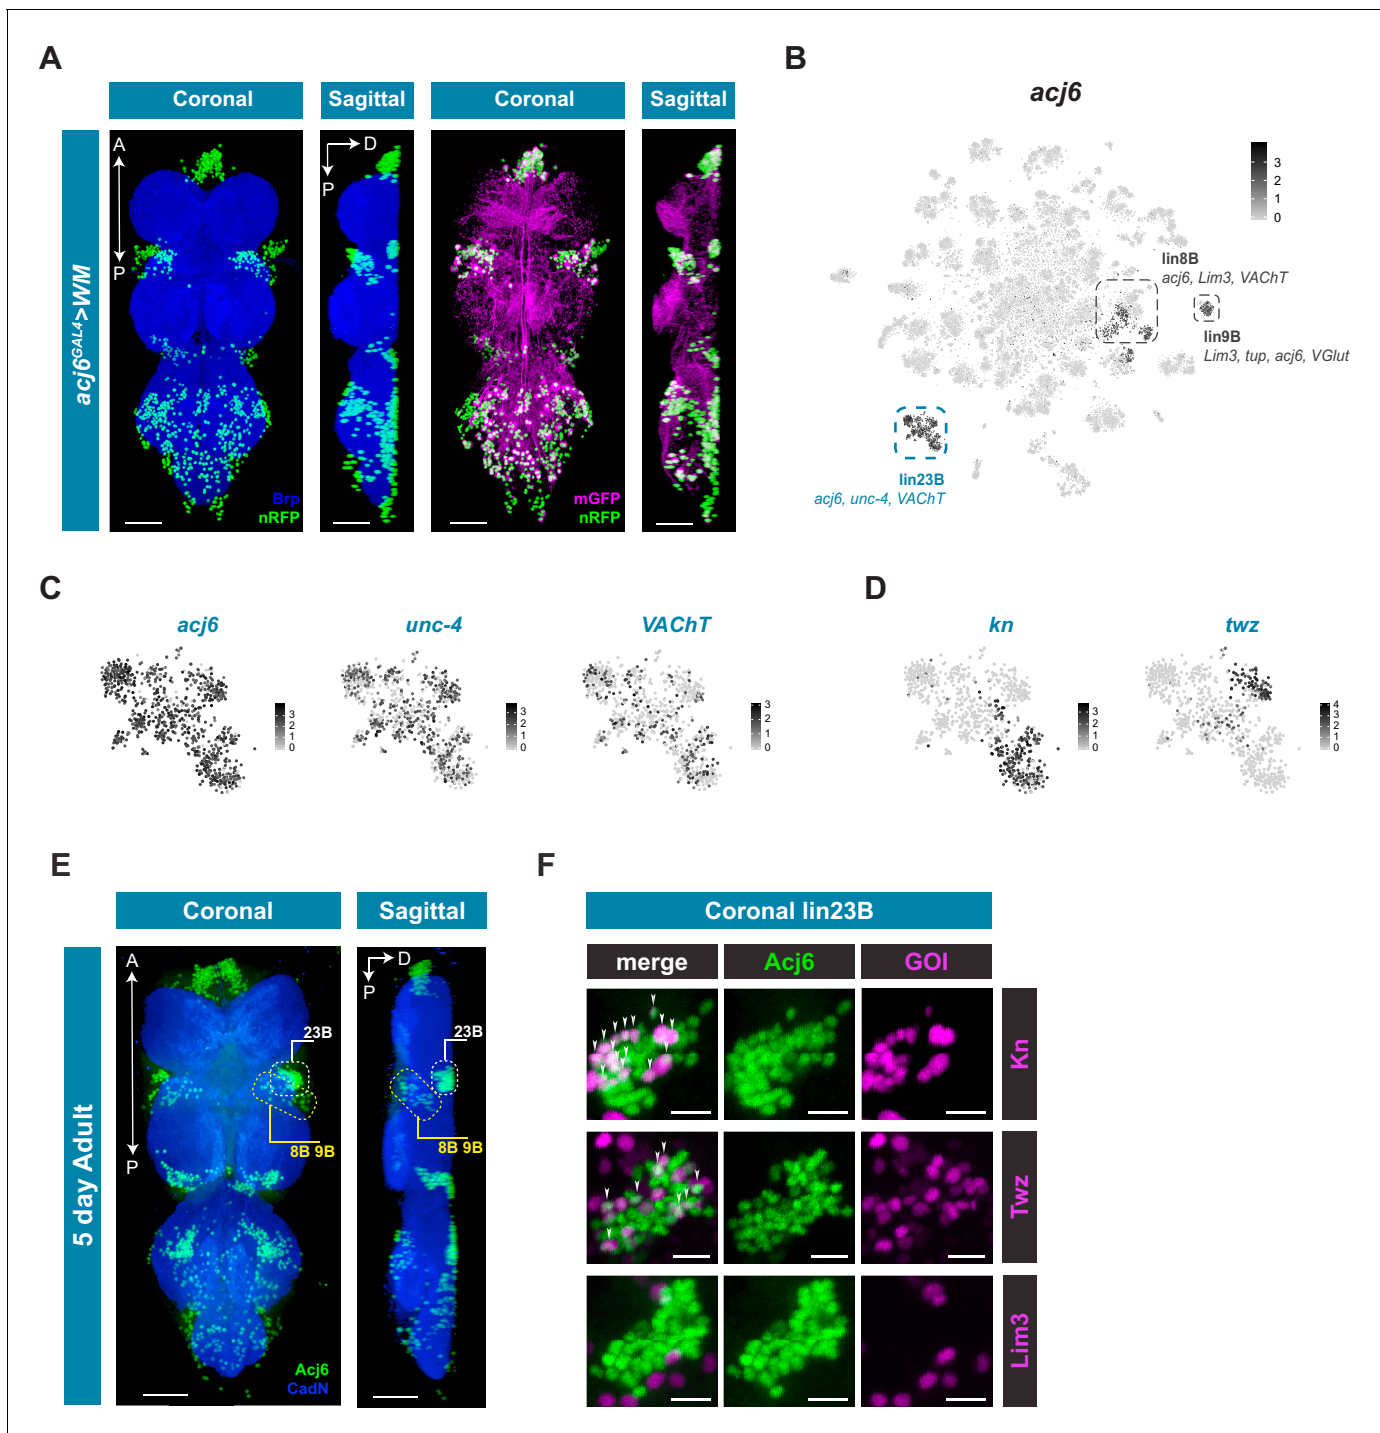 A
Coronal
Sagittal
Coronal
Sagittal
acj6GAL4>WM
A
P
D
P
Brp
nRFP
mGFP
nRFP
B
acj6
3
2
1
0
lin8B
acj6, Lim3, VAChT
lin9B
Lim3, tup, acj6, VGlut
lin23B
acj6, unc-4, VAChT
C
acj6
3
2
1
0
unc-4
3
2
1
0
VAChT
3
2
1
0
D
kn
3
2
1
0
twz
4
3
2
1
0
E
Coronal
Sagittal
5 day Adult
A
P
23B
8B 9B
Acj6
CadN
D
P
23B
8B 9B
F
Coronal lin23B
merge
Acj6
GOI
Kn
Twz
Lim3